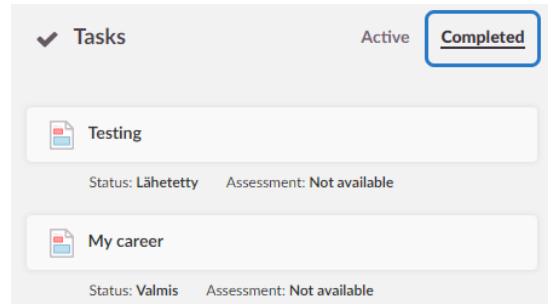 Tasks Active Completed
Testing
Status: Lähetetty Assessment: Not available
My career
Status: Valmis Assessment: Not available